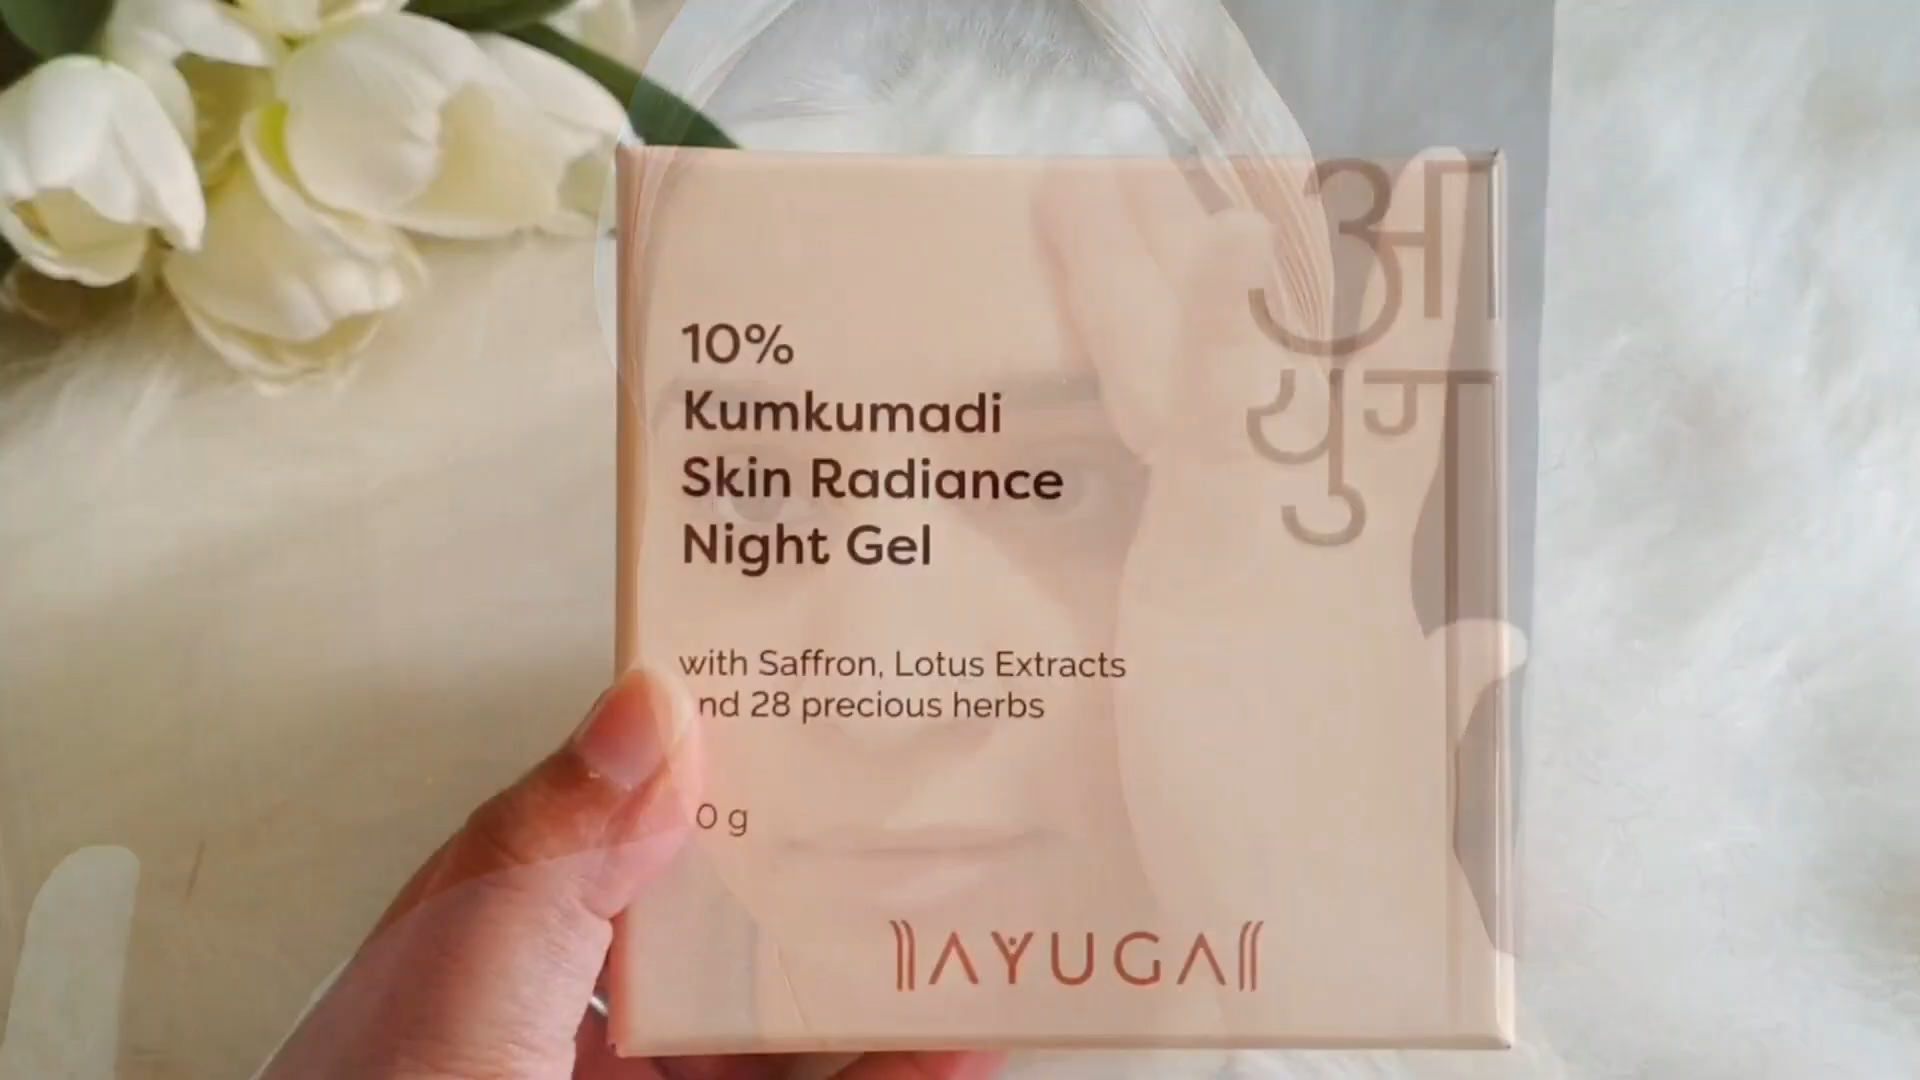 10%
Kumkumadi
Skin Radiance
Night Gel
with Saffron, Lotus Extracts
nd 28 precious herbs
0 g
AYUGA
आ
युग